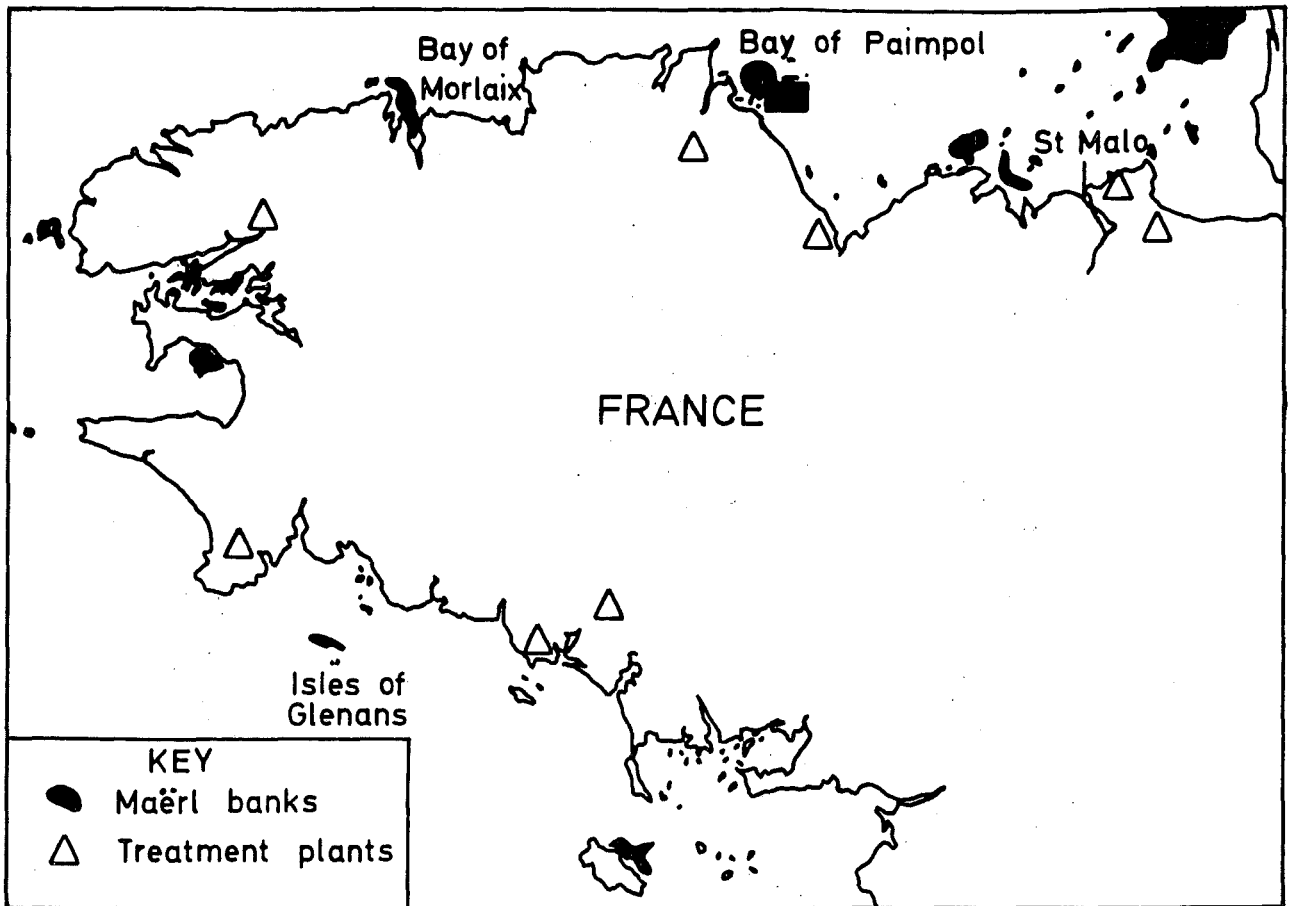 Bay of
Morlaix
Bay of Paimpol
St Malo
FRANCE
Isles of
Glenans
KEY
Maërl banks
Treatment plants